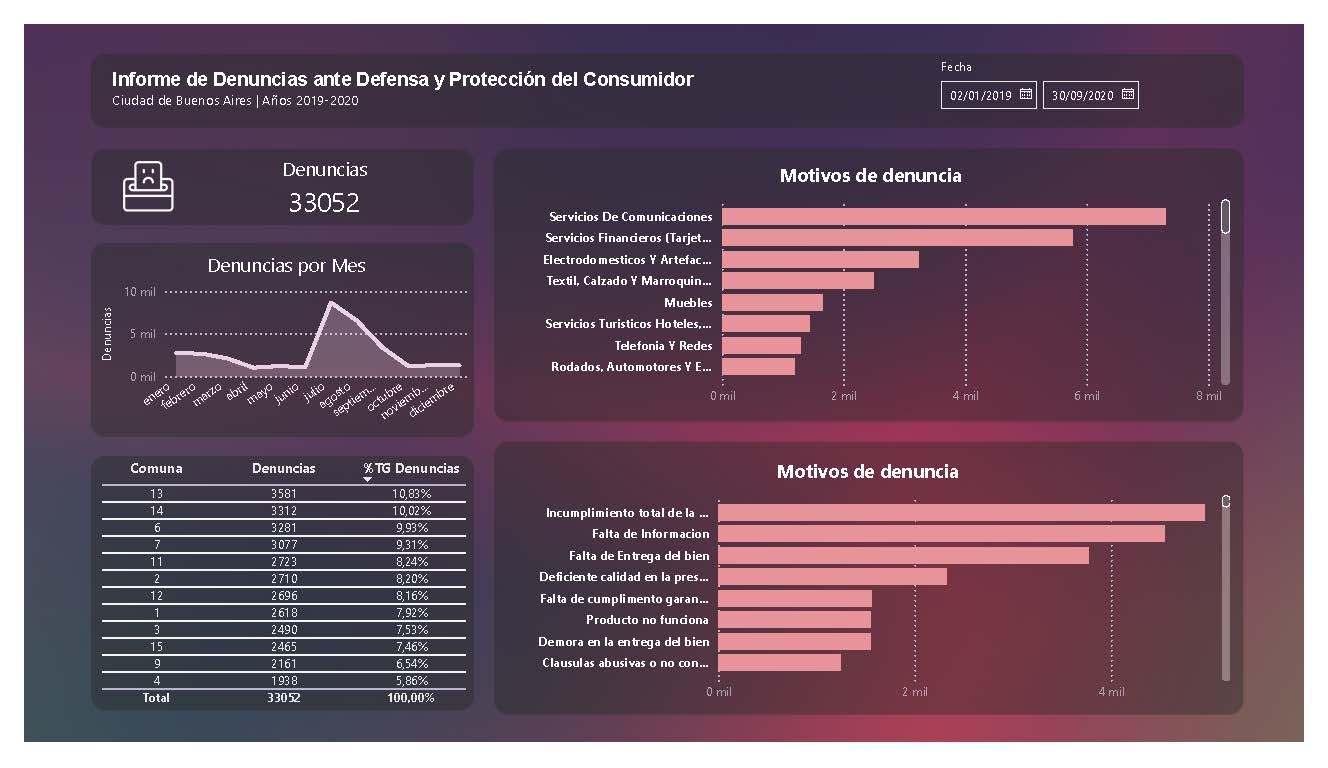 Informe de Denuncias ante Defensa y Protección del Consumidor
Ciudad de Buenos Aires | Años 2019-2020
Fecha
02/01/2019 30/09/2020
Denuncias
33052
Denuncias por Mes
Denuncias
10 mil
5 mil
0 mil
enero febrero marzo abril mayo junio julio agosto septiem... octubre noviemb... diciembre
Comuna Denuncias %TG Denuncias
13 3581 10,83%
14 3312 10,02%
6 3281 9,93%
7 3077 9,31%
11 2723 8,24%
2 2710 8,20%
12 2696 8,16%
1 2618 7,92%
3 2490 7,53%
15 2465 7,46%
9 2161 6,54%
4 1938 5,86%
Total 33052 100,00%
Motivos de denuncia
Servicios De Comunicaciones
Servicios Financieros (Tarjet...
Electrodomesticos Y Artefac...
Textil, Calzado Y Marroquin...
Muebles
Servicios Turisticos Hoteles,...
Telefonia Y Redes
Rodados, Automotores Y E...
0 mil 2 mil 4 mil 6 mil 8 mil
Motivos de denuncia
Incumplimiento total de la ...
Falta de Informacion
Falta de Entrega del bien
Deficiente calidad en la pres...
Falta de cumplimento garan...
Producto no funciona
Demora en la entrega del bien
Clausulas abusivas o no con...
0 mil 2 mil 4 mil